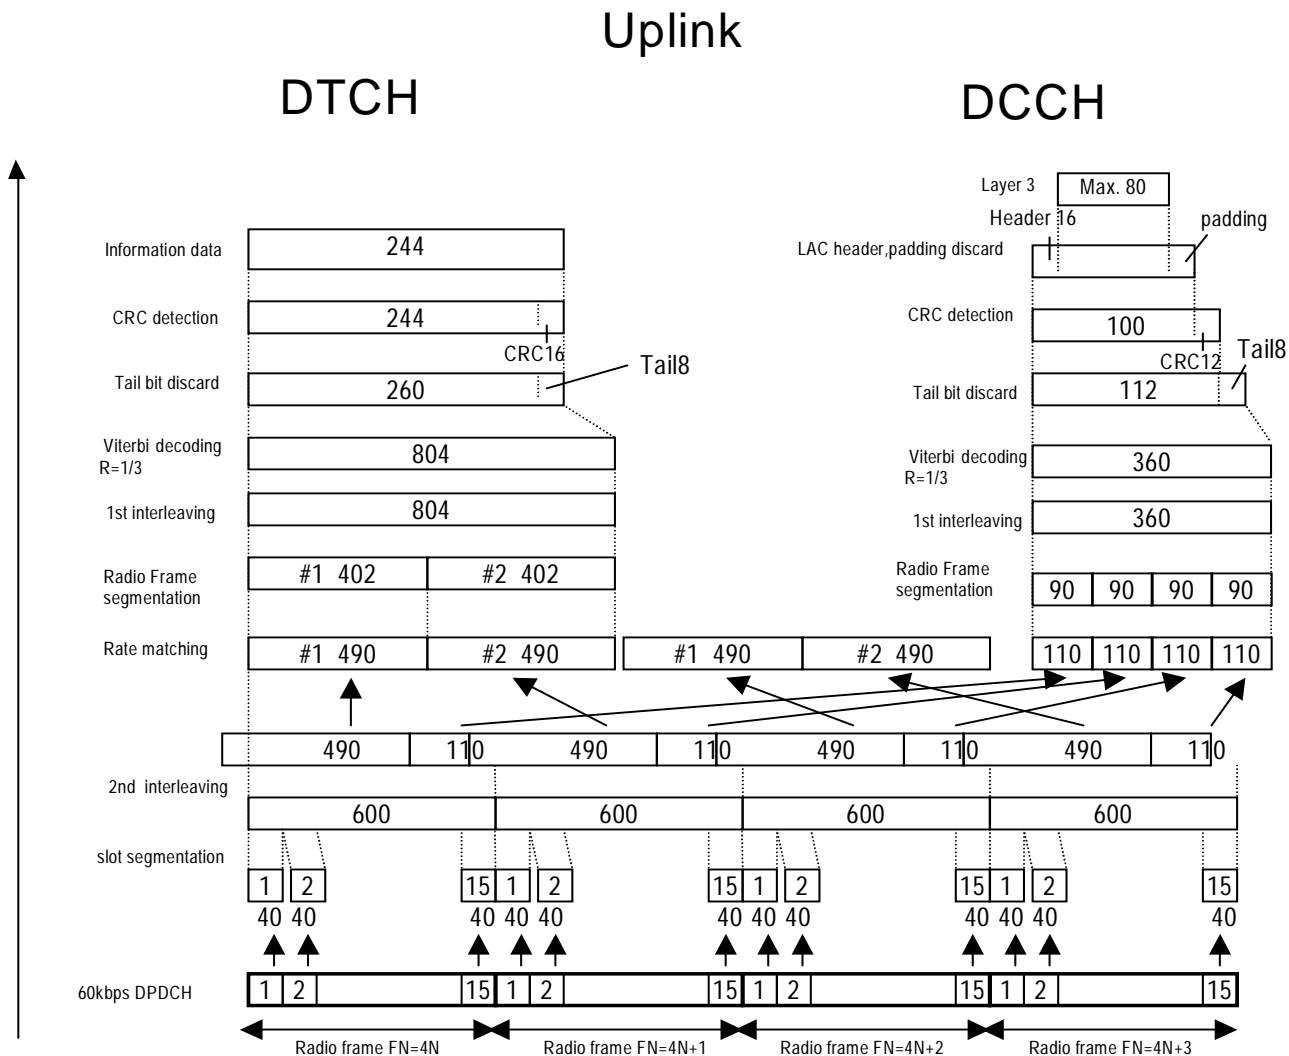 Uplink
DTCH
DCCH
Layer 3
Max. 80
Header 16
padding
Information data
244
LAC header,padding discard
CRC detection
244
CRC16
CRC detection
100
CRC12
Tail8
Tail8
Tail bit discard
260
Tail bit discard
112
Viterbi decoding
R=1/3
804
Viterbi decoding
R=1/3
360
1st interleaving
804
1st interleaving
360
Radio Frame
segmentation
#1 402 #2 402
Radio Frame
segmentation
90 90 90 90
Rate matching
#1 490 #2 490 #1 490 #2 490 110 110 110 110
490 110 490 110 490 110 490 110
2nd interleaving
600 600 600 600
slot segmentation
1 2 15 1 2 15 1 2 15 1 2 15
40 40 40 40 40 40 40 40 40 40 40 40
60kbps DPDCH
1 2 15 1 2 15 1 2 15 1 2 15
Radio frame FN=4N Radio frame FN=4N+1 Radio frame FN=4N+2 Radio frame FN=4N+3